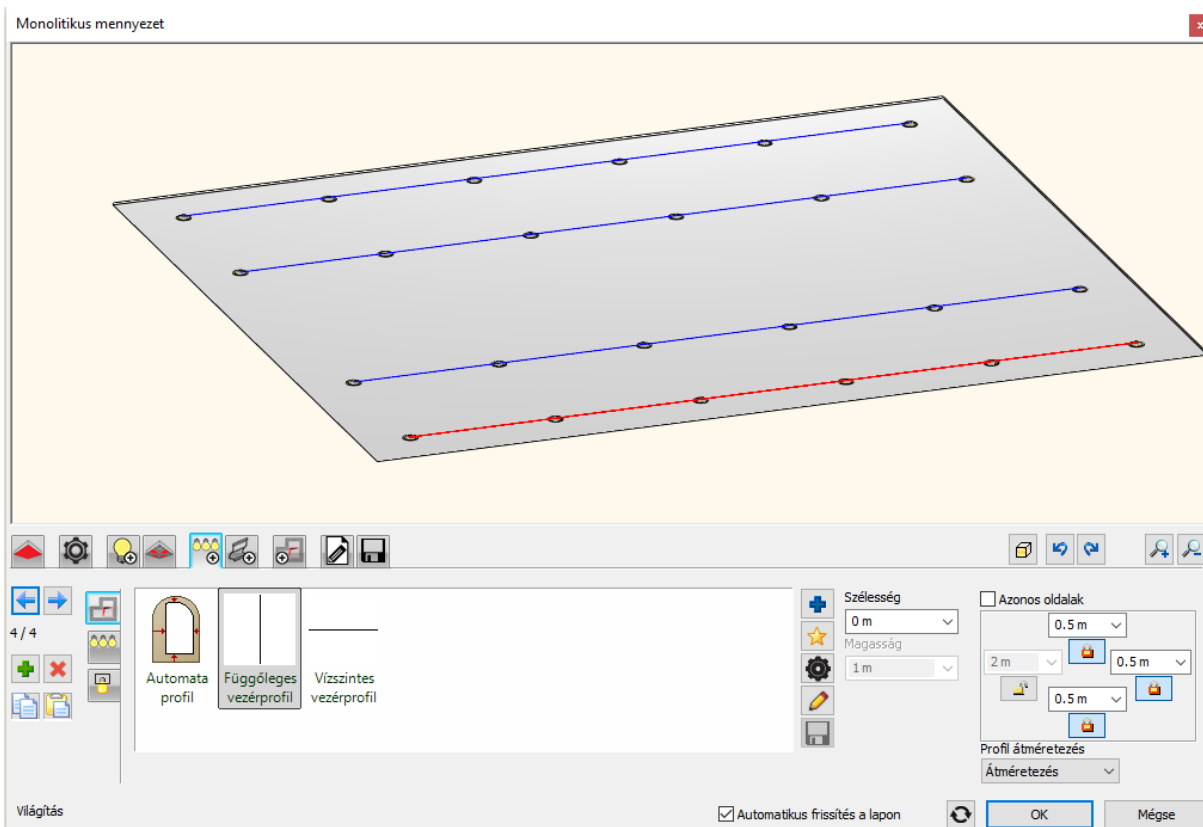 Monolitikus mennyezet
x
4 / 4
Automata
profil
Függőleges
vezérprofil
Vízszintes
vezérprofil
Szélesség
0 m
Magasság
1 m
Azonos oldalak
0.5 m
2 m
0.5 m
0.5 m
Profil átméretezés
Átméretezés
Világítás
Automatikus frissítés a lapon
OK
Mégse